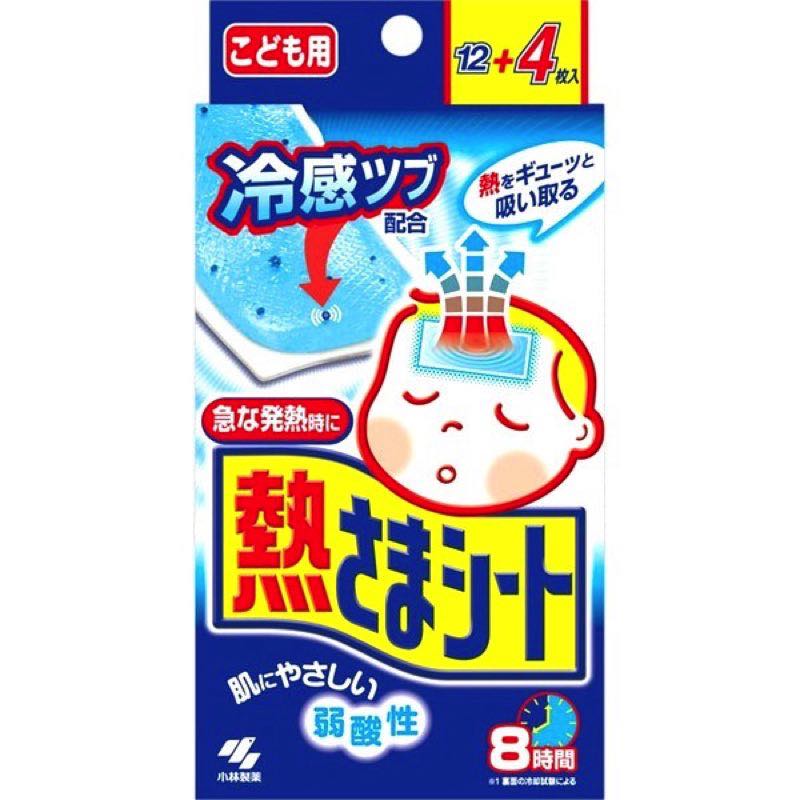 こども用
12+4枚入
冷感ツブ
配合
熱をギューッと
吸い取る
急な発熱時に
熱さまシート
肌にやさしい
弱酸性
8時間
※1 裏面の冷却試験による
小林製薬